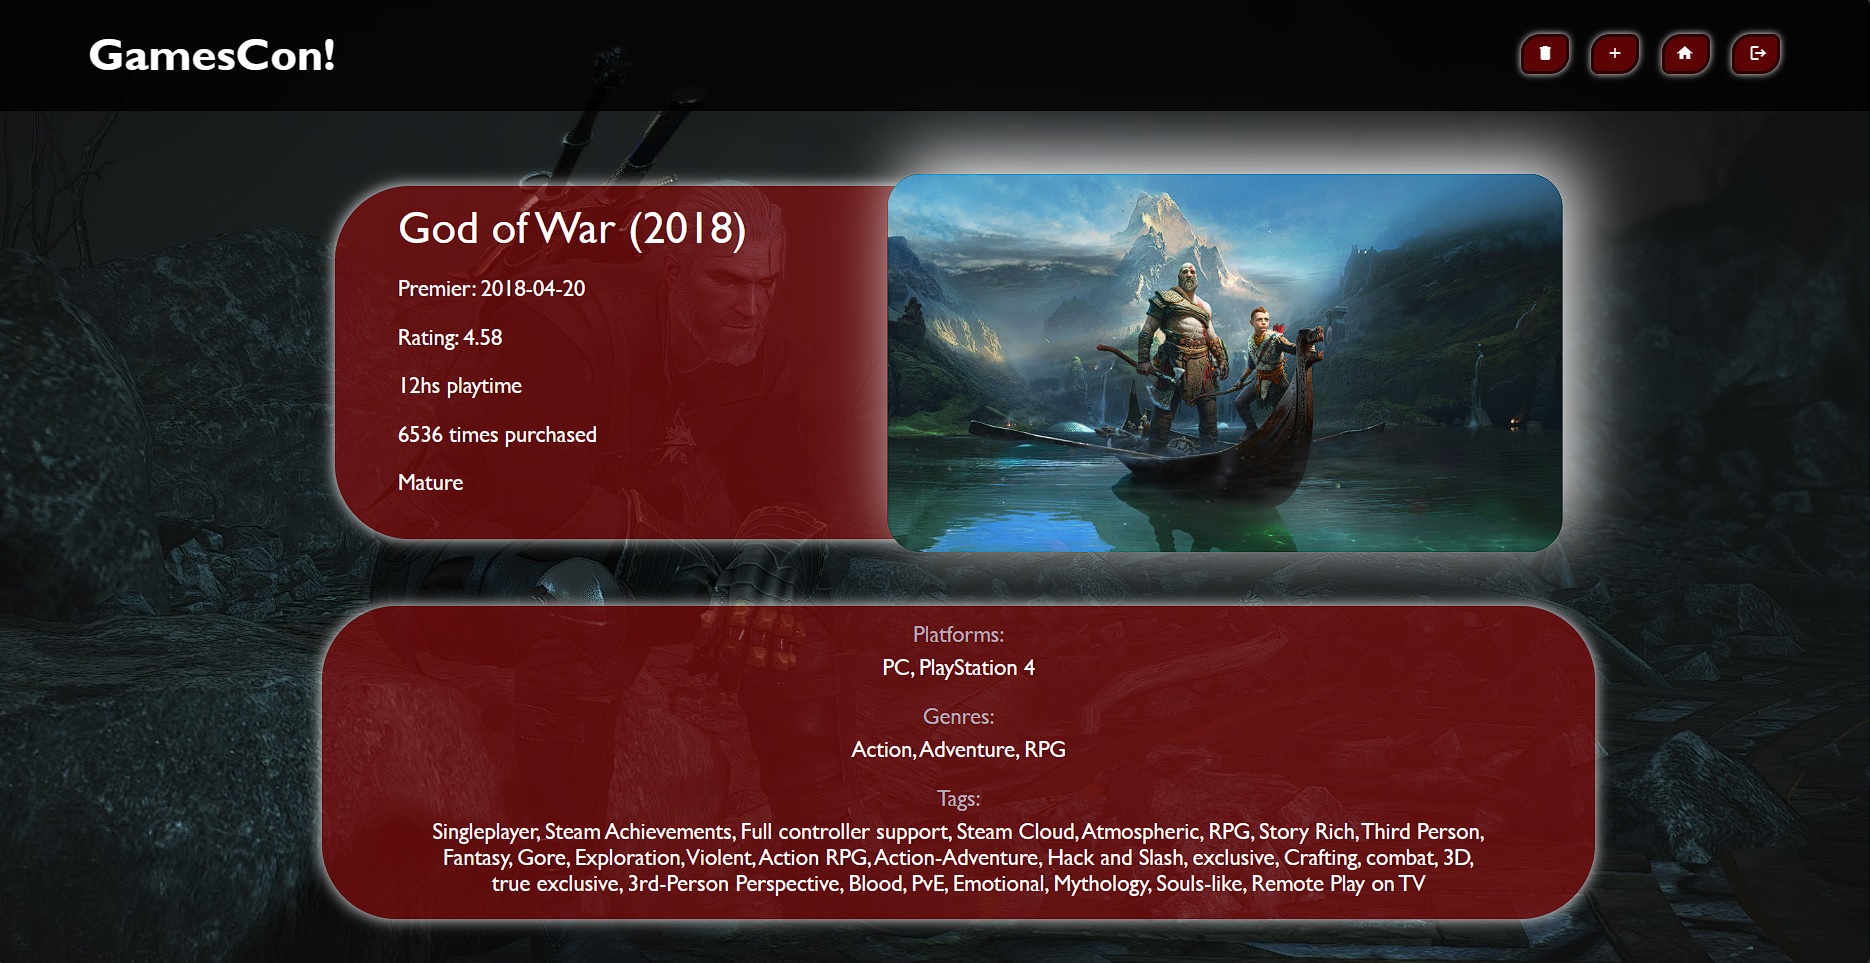 GamesCon!
God of War (2018)
Premier: 2018-04-20
Rating: 4.58
12hs playtime
6536 times purchased
Mature
Platforms:
PC, PlayStation 4
Genres:
Action, Adventure, RPG
Tags:
Singleplayer, Steam Achievements, Full controller support, Steam Cloud, Atmospheric, RPG, Story Rich, Third Person,
Fantasy, Gore, Exploration, Violent, Action RPG, Action-Adventure, Hack and Slash, exclusive, Crafting, combat, 3D,
true exclusive, 3rd-Person Perspective, Blood, PvE, Emotional, Mythology, Souls-like, Remote Play on TV